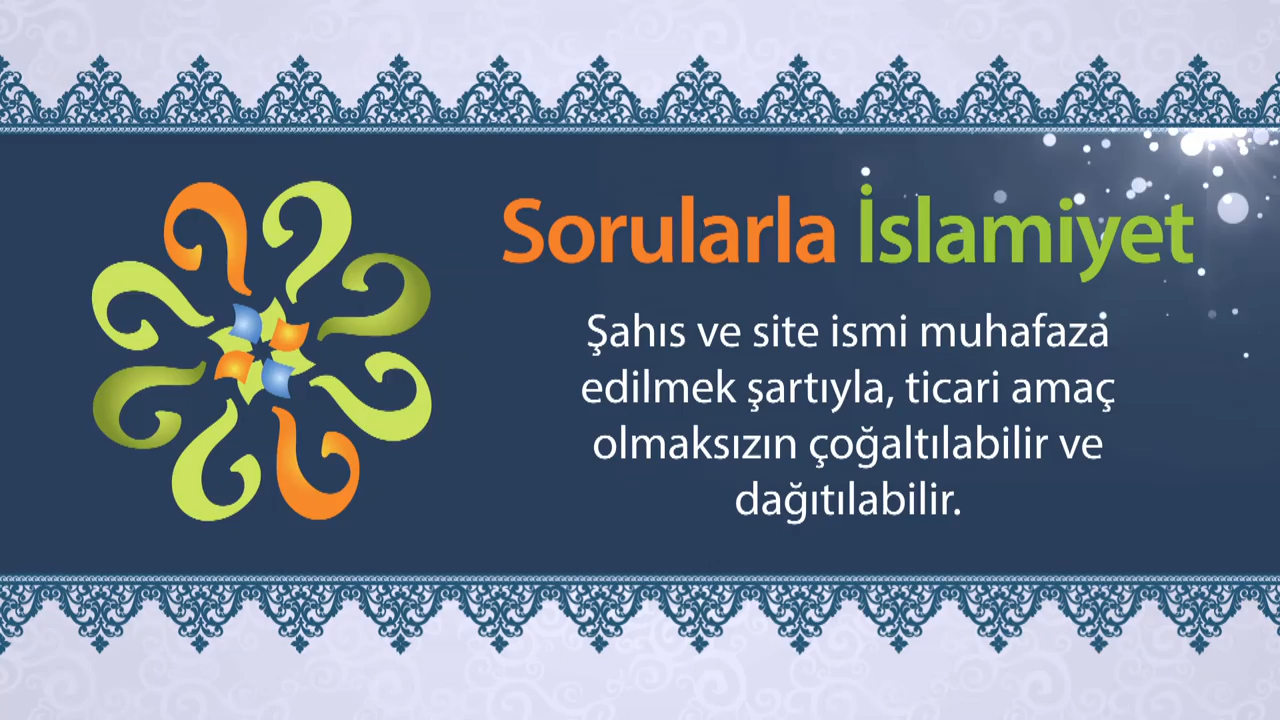 Sorularla İslamiyet
Şahıs ve site ismi muhafaza
edilmek şartıyla, ticari amaç
olmaksızın çoğaltılabilir ve
dağıtılabilir.